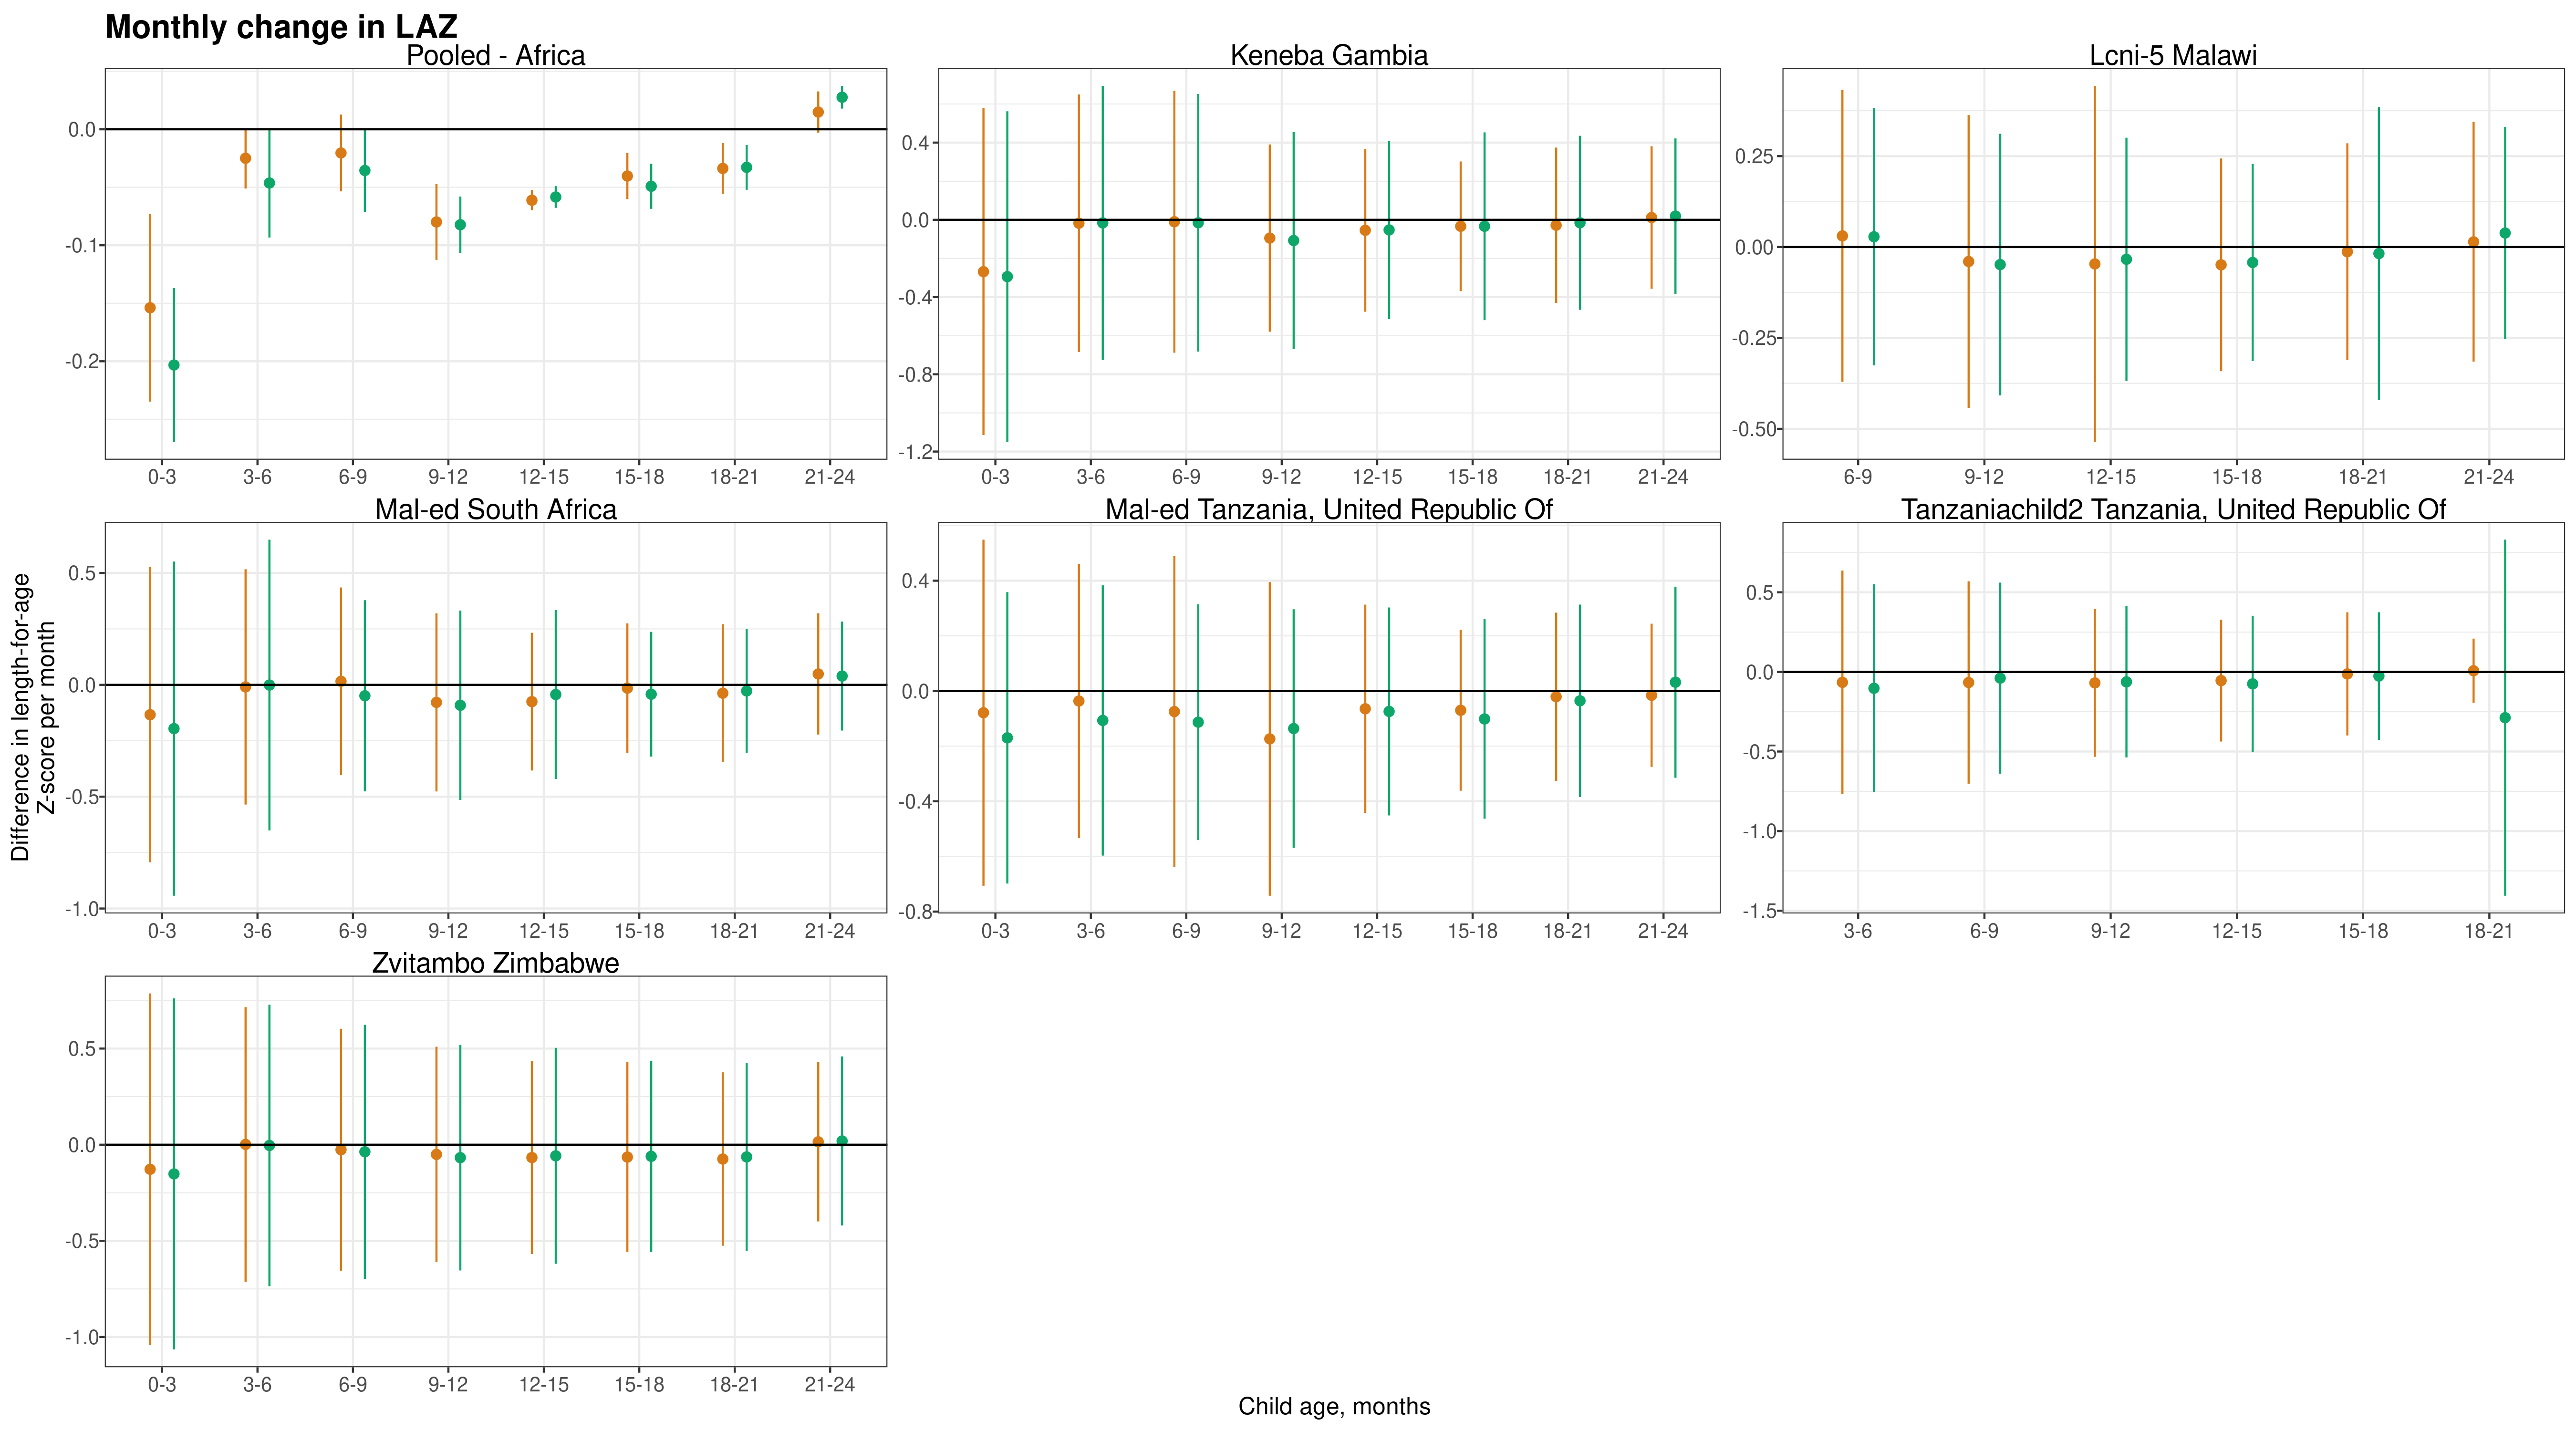 Monthly change in LAZ
Pooled - Africa
0.0
-0.1
-0.2
0-3 3-6 6-9 9-12 12-15 15-18 18-21 21-24
Keneba Gambia
0.4
0.0
-0.4
-0.8
-1.2
0-3 3-6 6-9 9-12 12-15 15-18 18-21 21-24
Lcni-5 Malawi
0.25
0.00
-0.25
-0.50
6-9 9-12 12-15 15-18 18-21 21-24
Difference in length-for-age
Z-score per month
Mal-ed South Africa
0.5
0.0
-0.5
-1.0
0-3 3-6 6-9 9-12 12-15 15-18 18-21 21-24
Mal-ed Tanzania, United Republic Of
0.4
0.0
-0.4
-0.8
0-3 3-6 6-9 9-12 12-15 15-18 18-21 21-24
Tanzaniachild2 Tanzania, United Republic Of
0.5
0.0
-0.5
-1.0
-1.5
3-6 6-9 9-12 12-15 15-18 18-21
Zvitambo Zimbabwe
0.5
0.0
-0.5
-1.0
0-3 3-6 6-9 9-12 12-15 15-18 18-21 21-24
Child age, months